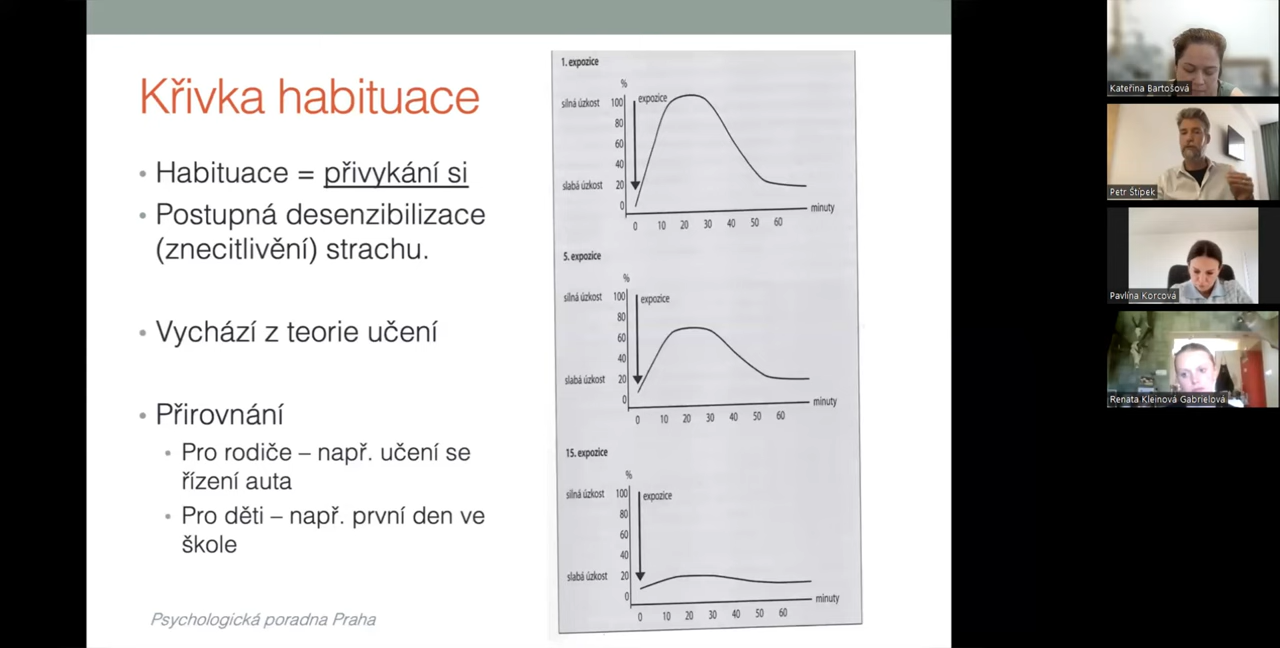 Křivka habituace
• Habituace = přivykání si
• Postupná desenzibilizace
(znecitlivění) strachu.
• Vychází z teorie učení
• Přirovnání
• Pro rodiče – např. učení se
řízení auta
• Pro děti – např. první den ve
škole
Psychologická poradna Praha
1. expozice
%
silná úzkost 100 expozice
80
60
40
slabá úzkost 20
0
minuty
0 10 20 30 40 50 60
5. expozice
%
silná úzkost 100 expozice
80
60
40
slabá úzkost 20
0
minuty
0 10 20 30 40 50 60
15. expozice
%
silná úzkost 100 expozice
80
60
40
slabá úzkost 20
0
minuty
0 10 20 30 40 50 60
Kateřina Bartošová
Petr Štípek
Pavlína Korcová
Renata Kleinová Gabrielová